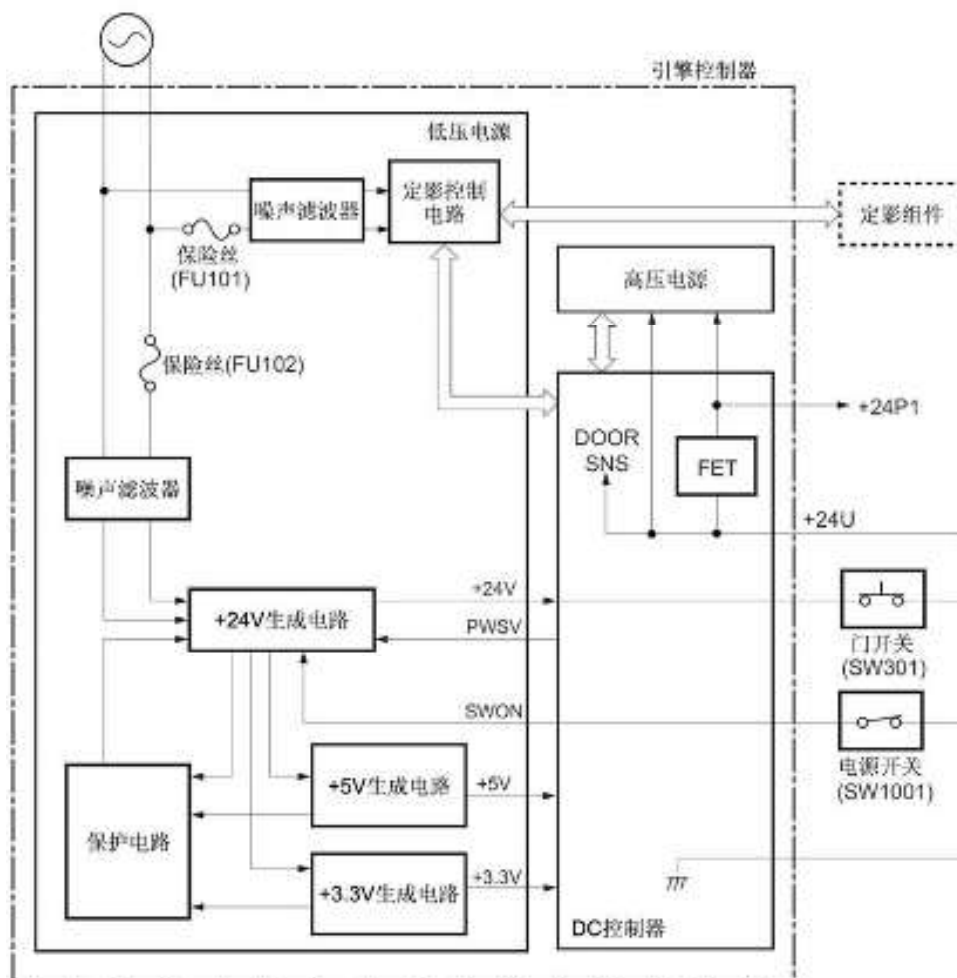 引擎控制器
低压电源
定影控制
电路
噪声滤波器
定影组件
保险丝
(FU101)
高压电源
保险丝(FU102)
+24P1
DOOR
SNS
FET
噪声滤波器
+24U
+24V
+24V生成电路
PWSV
门开关
(SW301)
SWON
+5V生成电路
+5V
电源开关
(SW1001)
保护电路
+3.3V生成电路
+3.3V
DC控制器